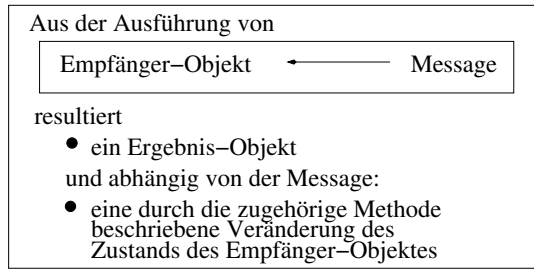 Aus der Ausführung von
Empfänger−Objekt Message
resultiert
● ein Ergebnis−Objekt
und abhängig von der Message:
● eine durch die zugehörige Methode
beschriebene Veränderung des
Zustands des Empfänger−Objektes